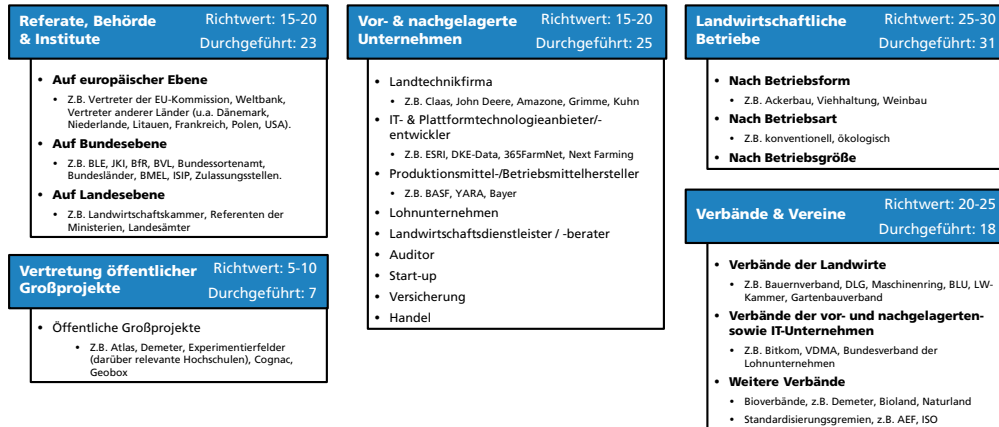 Referate, Behörde
& Institute
Richtwert: 15-20
Durchgeführt: 23
• Auf europäischer Ebene
• Z.B. Vertreter der EU-Kommission, Weltbank,
Vertreter anderer Länder (u.a. Dänemark,
Niederlande, Litauen, Frankreich, Polen, USA).
• Auf Bundesebene
• Z.B. BLE, JKI, BfR, BVL, Bundessortenamt,
Bundesländer, BMEL, ISIP, Zulassungsstellen.
• Auf Landesebene
• Z.B. Landwirtschaftskammer, Referenten der
Ministerien, Landesämter
Vertretung öffentlicher
Großprojekte
Richtwert: 5-10
Durchgeführt: 7
• Öffentliche Großprojekte
• Z.B. Atlas, Demeter, Experimentierfelder
(darüber relevante Hochschulen), Cognac,
Geobox
Vor- & nachgelagerte
Unternehmen
Richtwert: 15-20
Durchgeführt: 25
• Landtechnikfirma
• Z.B. Claas, John Deere, Amazone, Grimme, Kuhn
• IT- & Plattformtechnologieanbieter/-
entwickler
• Z.B. ESRI, DKE-Data, 365FarmNet, Next Farming
• Produktionsmittel-/Betriebsmittelhersteller
• Z.B. BASF, YARA, Bayer
• Lohnunternehmen
• Landwirtschaftsdienstleister / -berater
• Auditor
• Start-up
• Versicherung
• Handel
Landwirtschaftliche
Betriebe
Richtwert: 25-30
Durchgeführt: 31
• Nach Betriebsform
• Z.B. Ackerbau, Viehhaltung, Weinbau
• Nach Betriebsart
• Z.B. konventionell, ökologisch
• Nach Betriebsgröße
Verbände & Vereine
Richtwert: 20-25
Durchgeführt: 18
• Verbände der Landwirte
• Z.B. Bauernverband, DLG, Maschinenring, BLU, LW-
Kammer, Gartenbauverband
• Verbände der vor- und nachgelagerten-
sowie IT-Unternehmen
• Z.B. Bitkom, VDMA, Bundesverband der
Lohnunternehmen
• Weitere Verbände
• Bioverbände, z.B. Demeter, Bioland, Naturland
• Standardisierungsgremien, z.B. AEF, ISO